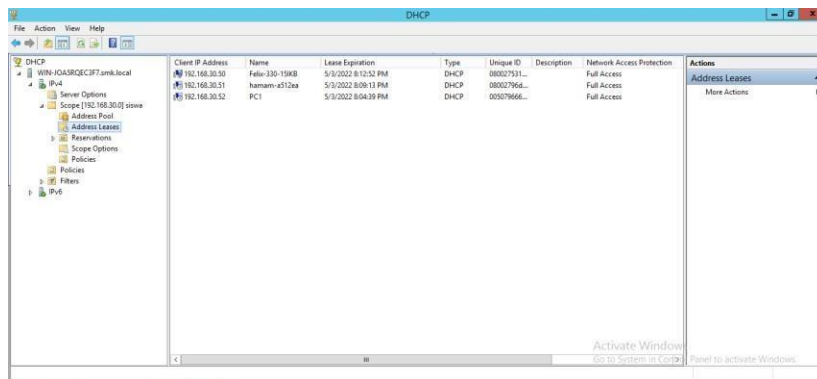 DHCP
File Action View Help
DHCP
WIN-JOA5RQEC3F7.smk.local
IPv4
Server Options
Scope [192.168.30.0] siswa
Address Pool
Address Leases
Reservations
Scope Options
Policies
Policies
Filters
IPv6
Client IP Address Name Lease Expiration Type Unique ID Description Network Access Protection
192.168.30.50 Felix-330-15IKB 5/3/2022 8:12:52 PM DHCP 080027531... Full Access
192.168.30.51 hamam-a512ea 5/3/2022 8:09:13 PM DHCP 08002796d... Full Access
192.168.30.52 PC1 5/3/2022 8:04:39 PM DHCP 005079666... Full Access
Actions
Address Leases
More Actions
Activate Window
Go to System in Panel to activate Windows.